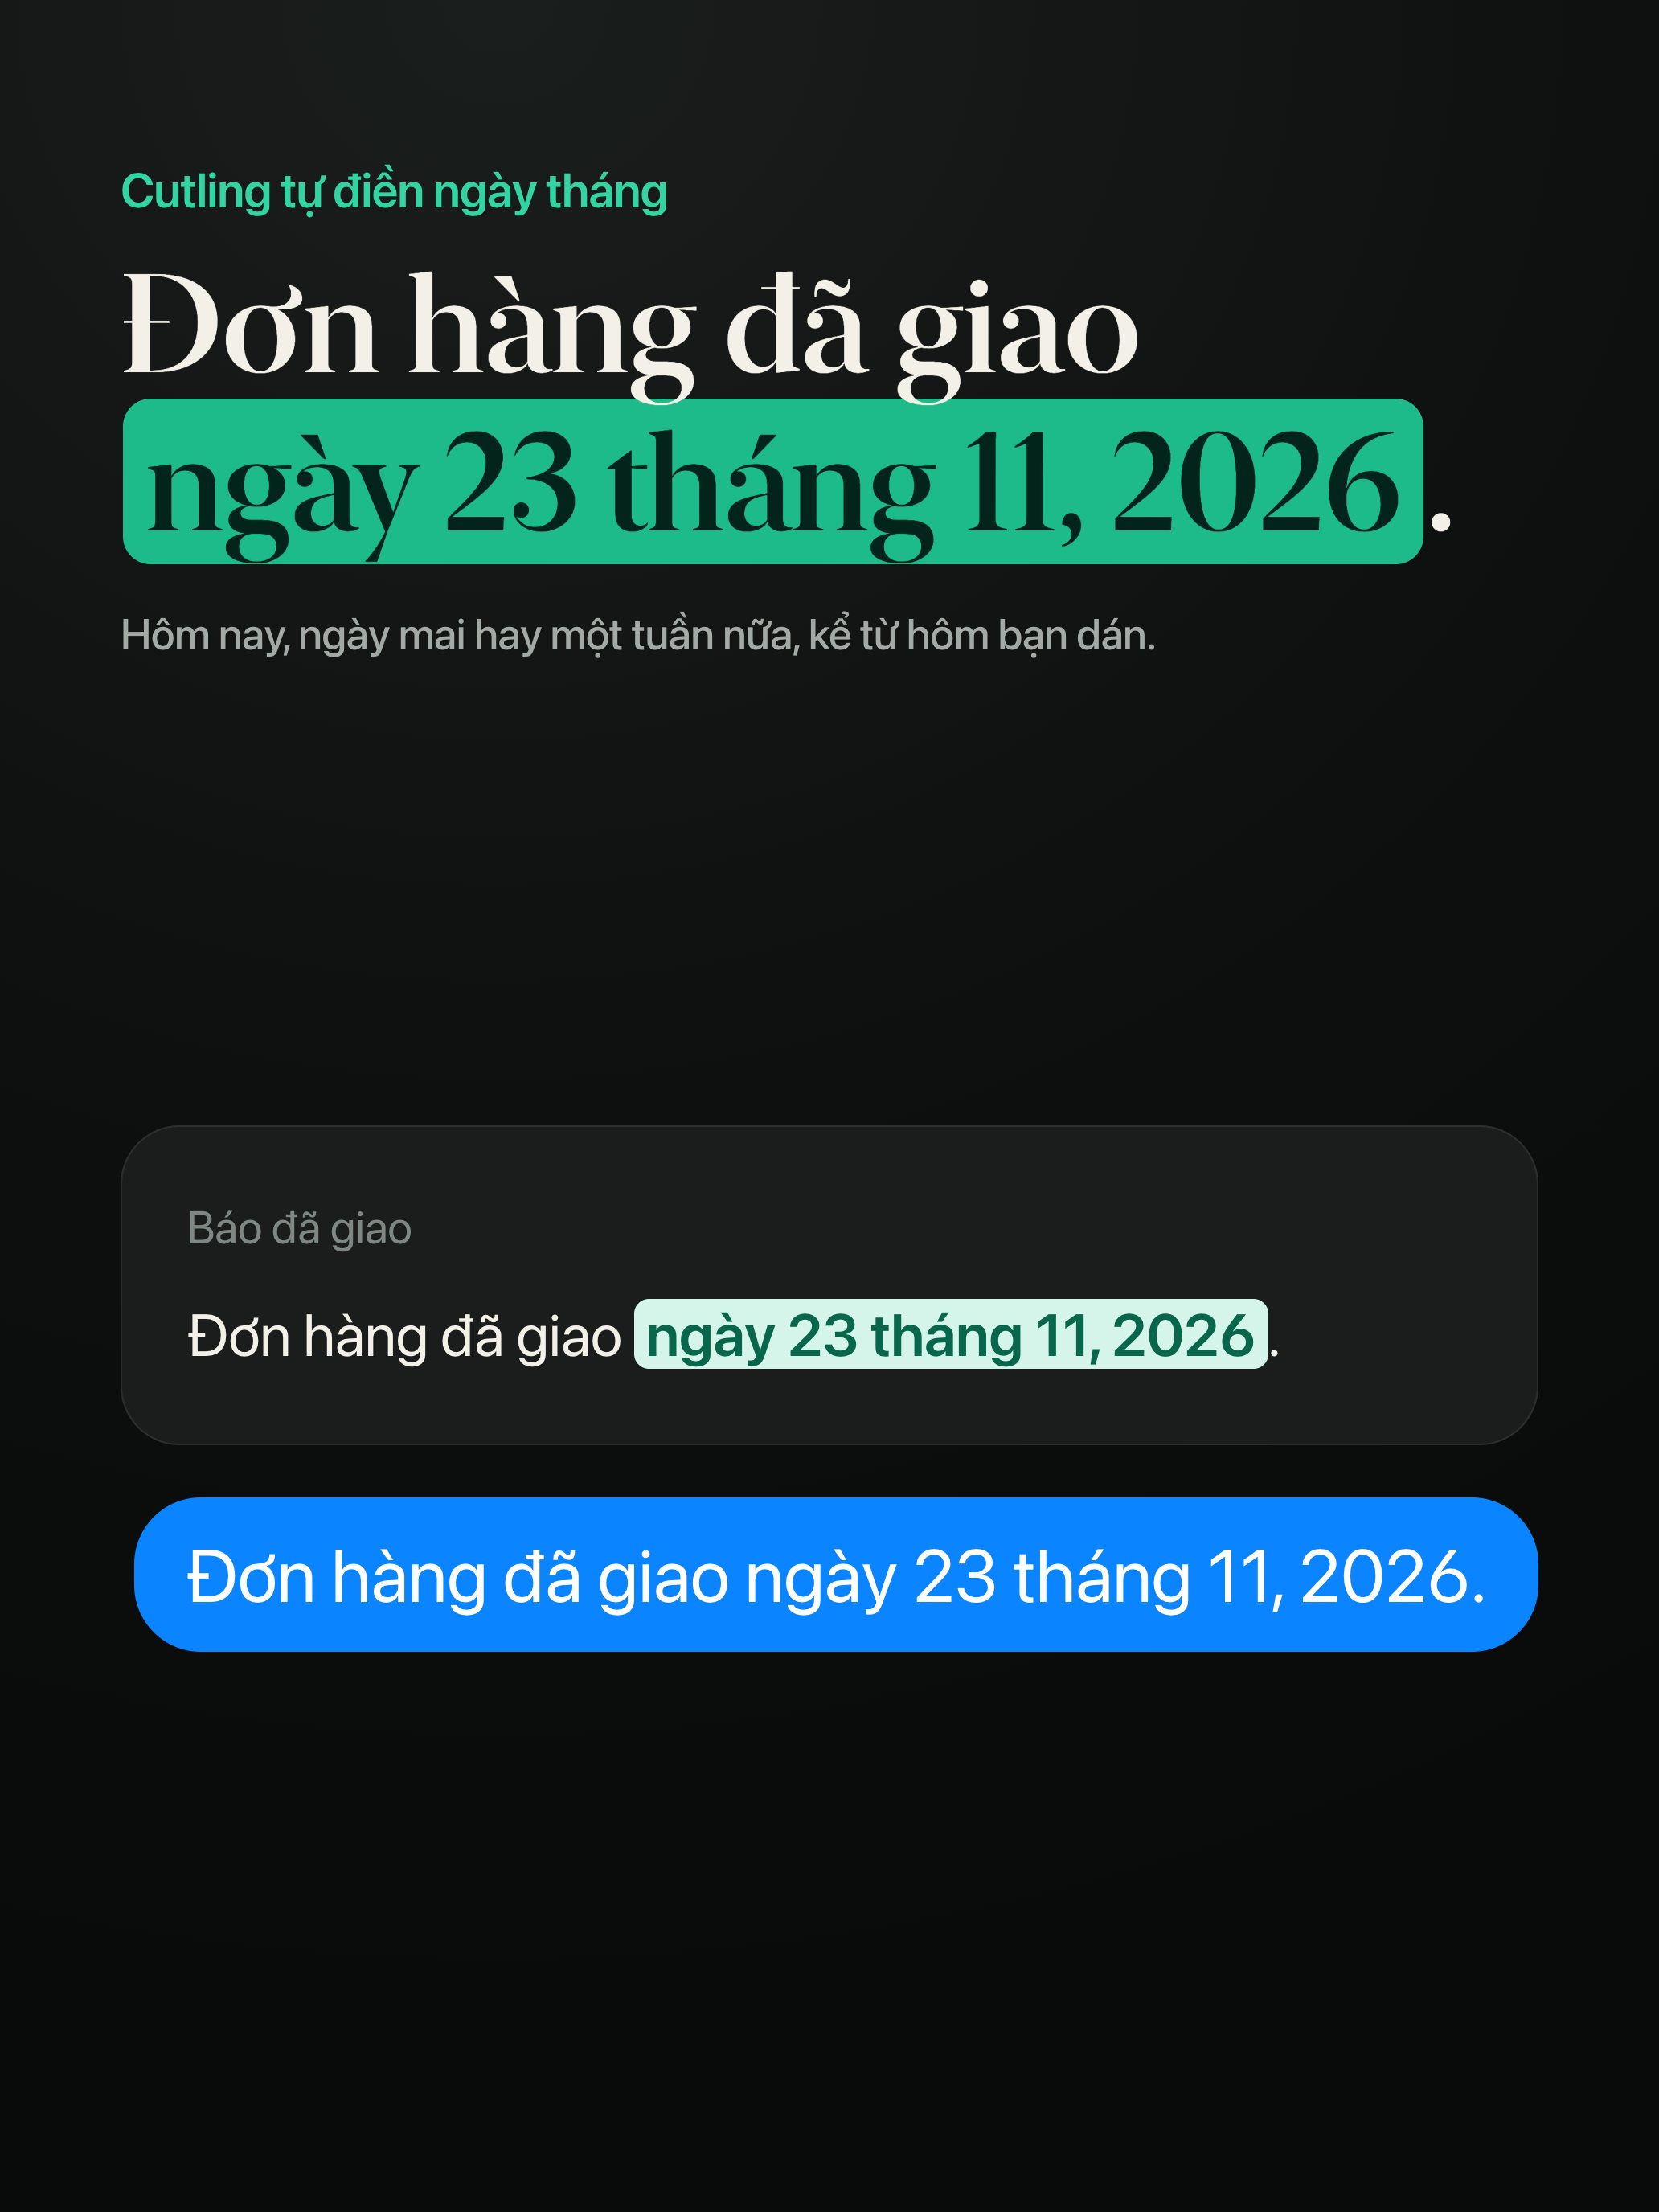 Cutling tự điền ngày tháng
Đơn hàng đã giao
ngày 23 tháng 11, 2026.
Hôm nay, ngày mai hay một tuần nữa, kể từ hôm bạn dán.
Báo đã giao
Đơn hàng đã giao ngày 23 tháng 11, 2026.
Đơn hàng đã giao ngày 23 tháng 11, 2026.